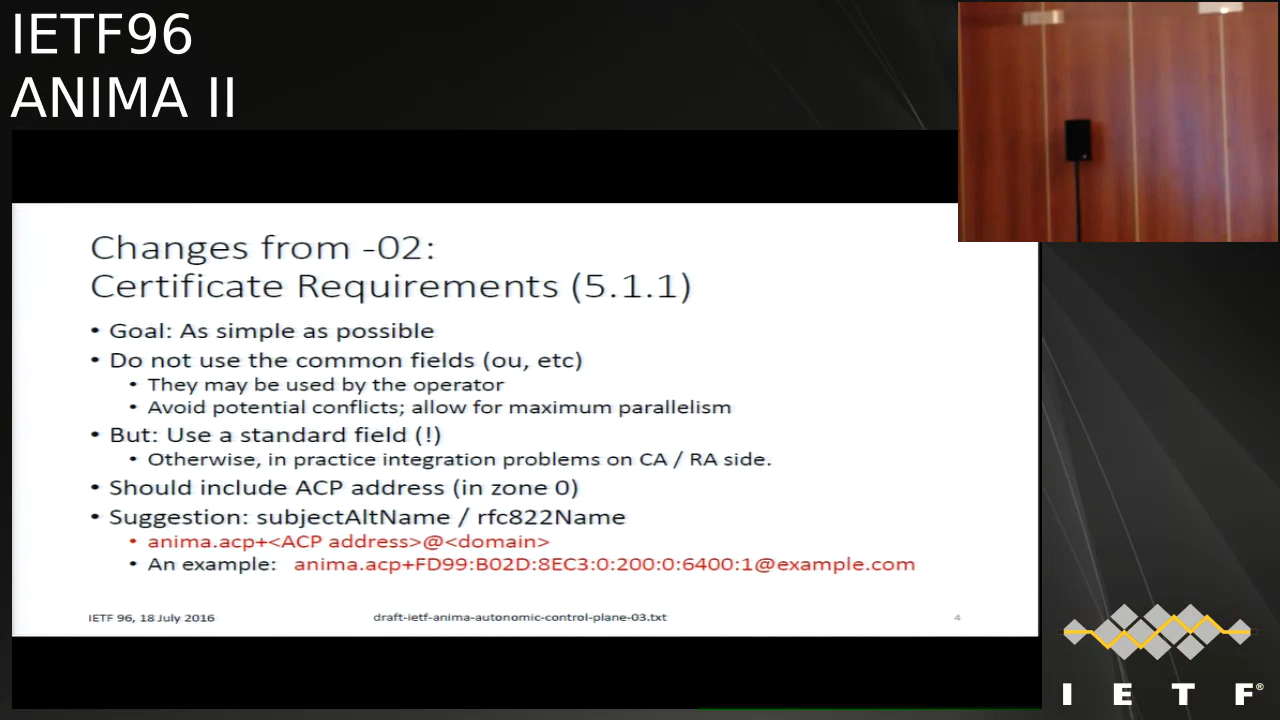 IETF96
ANIMA II
Changes from -02:
Certificate Requirements (5.1.1)
• Goal: As simple as possible
• Do not use the common fields (ou, etc)
• They may be used by the operator
• Avoid potential conflicts; allow for maximum parallelism
• But: Use a standard field (!)
• Otherwise, in practice integration problems on CA / RA side.
• Should include ACP address (in zone 0)
• Suggestion: subjectAltName / rfc822Name
• anima.acp+<ACP address>@<domain>
• An example: anima.acp+FD99:B02D:8EC3:0:200:0:6400:1@example.com
IETF 96, 18 July 2016
draft-ietf-anima-autonomic-control-plane-03.txt
4
I E T F®